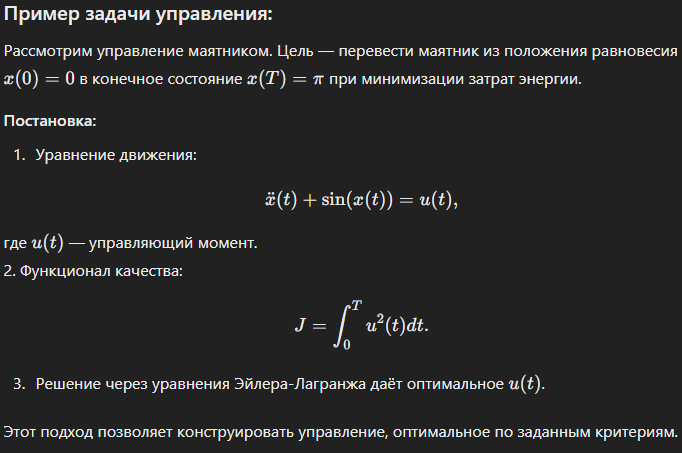 Пример задачи управления:
Рассмотрим управление маятником. Цель — перевести маятник из положения равновесия
x(0) = 0 в конечное состояние x(T) = π при минимизации затрат энергии.
Постановка:
1. Уравнение движения:
ẍ(t) + sin(x(t)) = u(t),
где u(t) — управляющий момент.
2. Функционал качества:
J = ∫₀ᵀ u²(t)dt.
3. Решение через уравнения Эйлера-Лагранжа даёт оптимальное u(t).
Этот подход позволяет конструировать управление, оптимальное по заданным критериям.